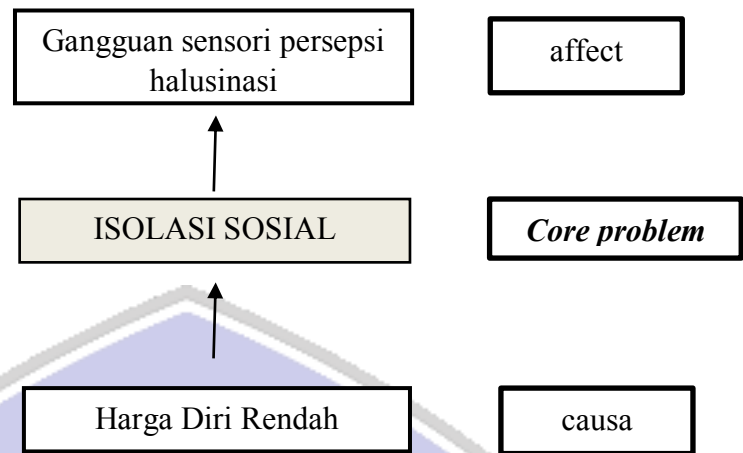 Gangguan sensori persepsi
halusinasi
affect
ISOLASI SOSIAL
Core problem
Harga Diri Rendah
causa